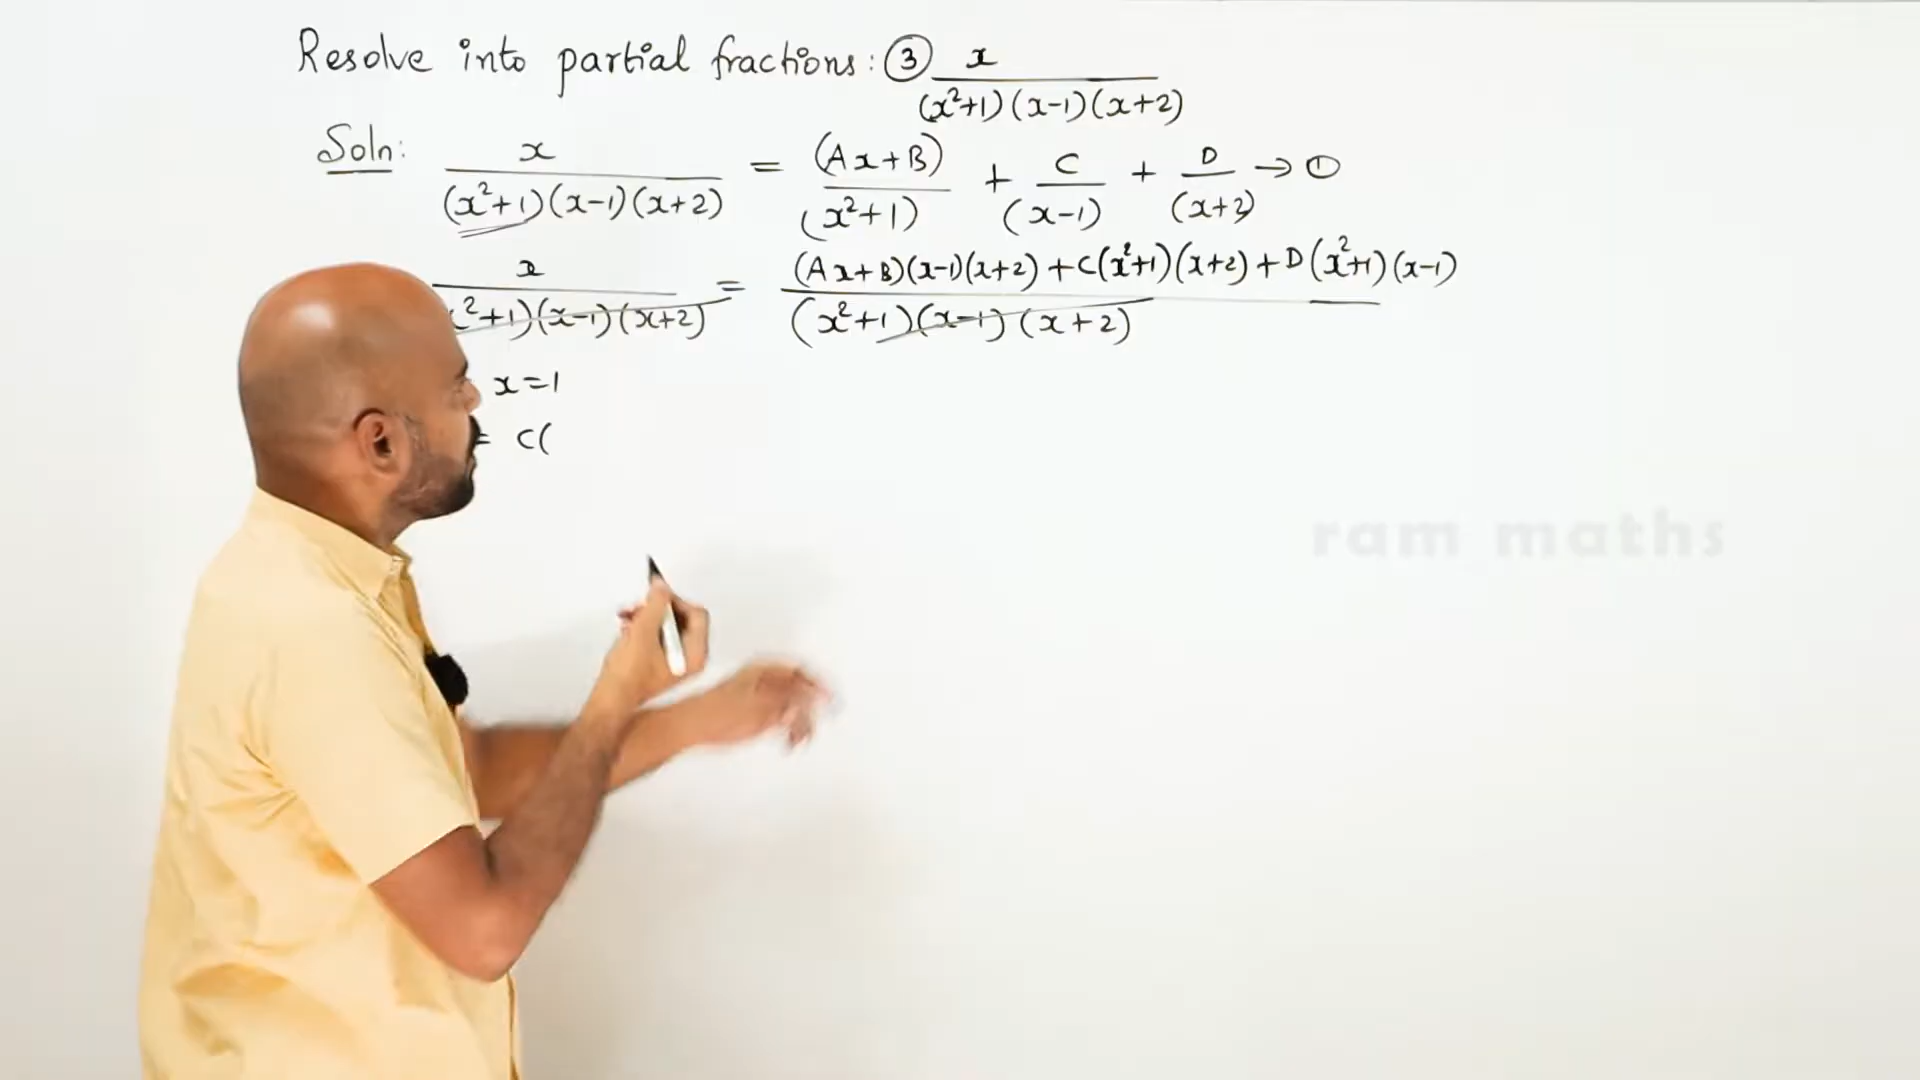 Resolve into partial fractions: ③ x
(x²+1)(x-1)(x+2)
Soln: x / (x²+1)(x-1)(x+2) = (Ax+B) / (x²+1) + C / (x-1) + D / (x+2) → ①
x / ²+1)(x-1)(x+2) = (Ax+B)(x-1)(x+2) + C(x²+1)(x+2) + D(x²+1)(x-1) / (x²+1)(x-1)(x+2)
x=1
= C(
ram maths